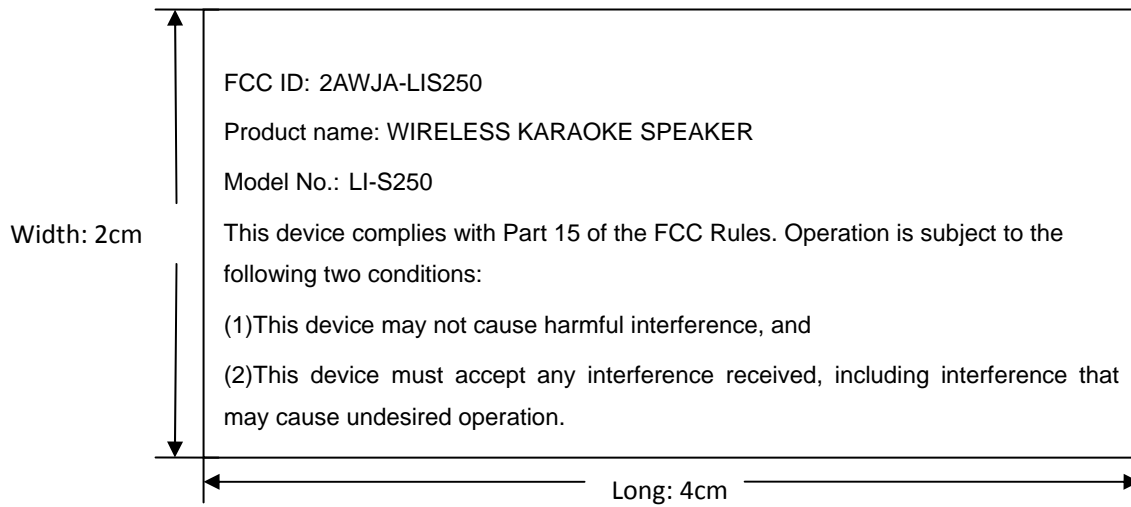 FCC ID: 2AWJA-LIS250
Product name: WIRELESS KARAOKE SPEAKER
Model No.: LI-S250
Width: 2cm
This device complies with Part 15 of the FCC Rules. Operation is subject to the
following two conditions:
(1)This device may not cause harmful interference, and
(2)This device must accept any interference received, including interference that
may cause undesired operation.
Long: 4cm